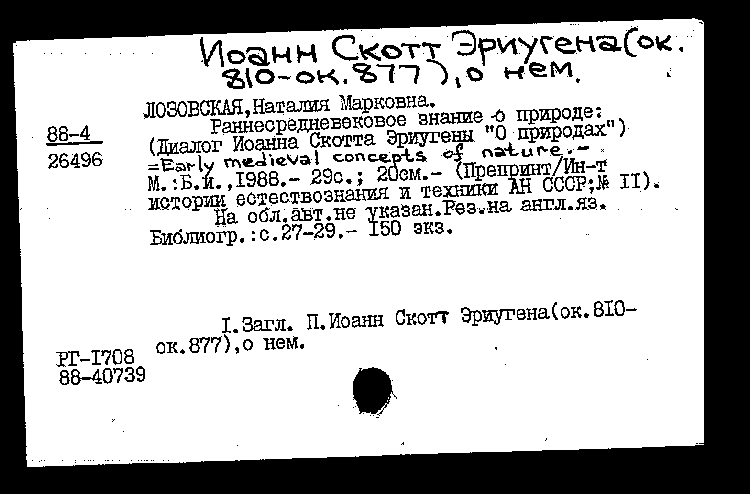 Иоанн Скотт Эриугена(ок.
810-ок.877),о нем.
ЛОЗОВСКАЯ,Наталия Марковна.
88-4
26496
Раннесредневековое знание о природе:
(Диалог Иоанна Скотта Эриугены "О природах")
=Early medieval concepts of nature.-
М.:Б.И.,1988.- 29с.; 20см.- (Препринт/Ин-т
истории естествознания и техники АН СССР;№ II).
На обл.авт.не указан.Рез.на англ.яз.
Библиогр.:с.27-29.- I50 экз.
I.Загл. П.Иоанн Скотт Эриугена(ок.810-
ок.877),о нем.
РГ-I708
88-40739